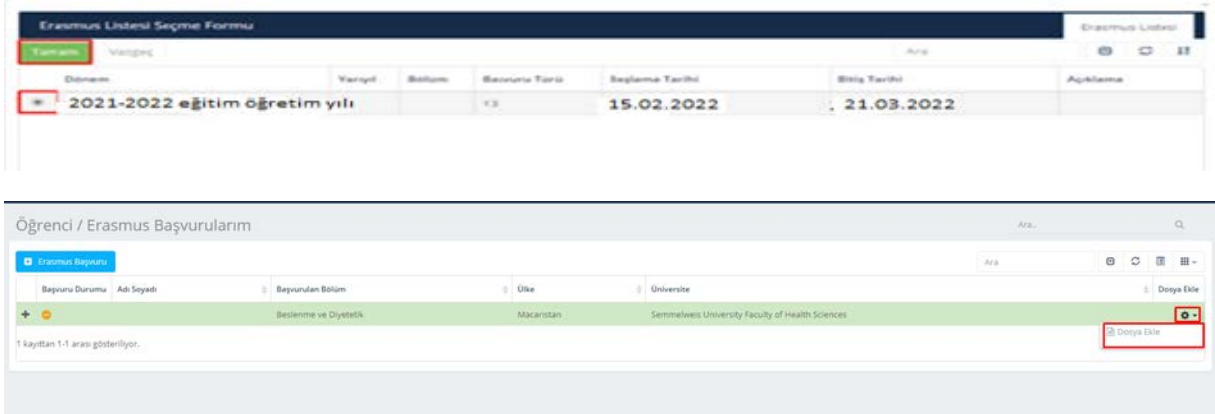 Erasmus Listesi Seçme Formu Erasmus Listesi
Tamam Vazgeç Ara
Dönem Yarıyıl Bölüm Başvuru Türü Başlama Tarihi Bitiş Tarihi Açıklama
2021-2022 eğitim öğretim yılı 15.02.2022 , 21.03.2022
Öğrenci / Erasmus Başvurularım Ara..
Erasmus Başvuru Ara
Başvuru Durumu Adı Soyadı Başvurulan Bölüm Ülke Üniversite Dosya Ekle
Beslenme ve Diyetetik Macaristan Semmelweis University Faculty of Health Sciences
Dosya Ekle
1 kayıttan 1-1 arası gösteriliyor.